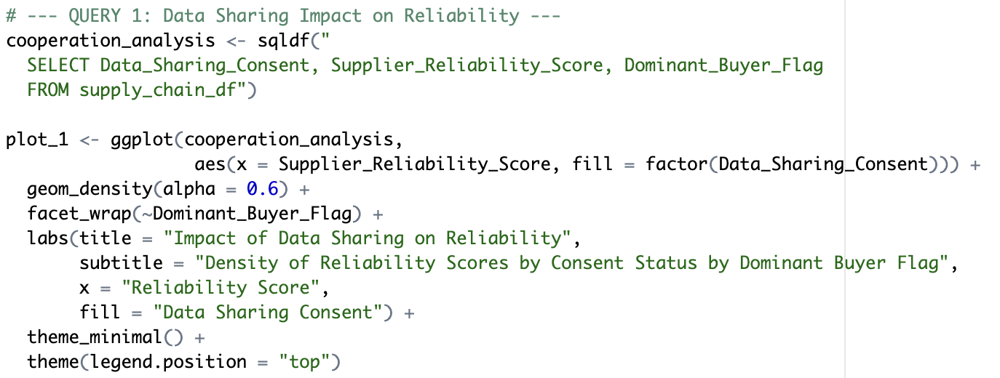 # --- QUERY 1: Data Sharing Impact on Reliability ---
cooperation_analysis <- sqldf("
  SELECT Data_Sharing_Consent, Supplier_Reliability_Score, Dominant_Buyer_Flag
  FROM supply_chain_df")

plot_1 <- ggplot(cooperation_analysis,
                  aes(x = Supplier_Reliability_Score, fill = factor(Data_Sharing_Consent))) +
  geom_density(alpha = 0.6) +
  facet_wrap(~Dominant_Buyer_Flag) +
  labs(title = "Impact of Data Sharing on Reliability",
       subtitle = "Density of Reliability Scores by Consent Status by Dominant Buyer Flag",
       x = "Reliability Score",
       fill = "Data Sharing Consent") +
  theme_minimal() +
  theme(legend.position = "top")